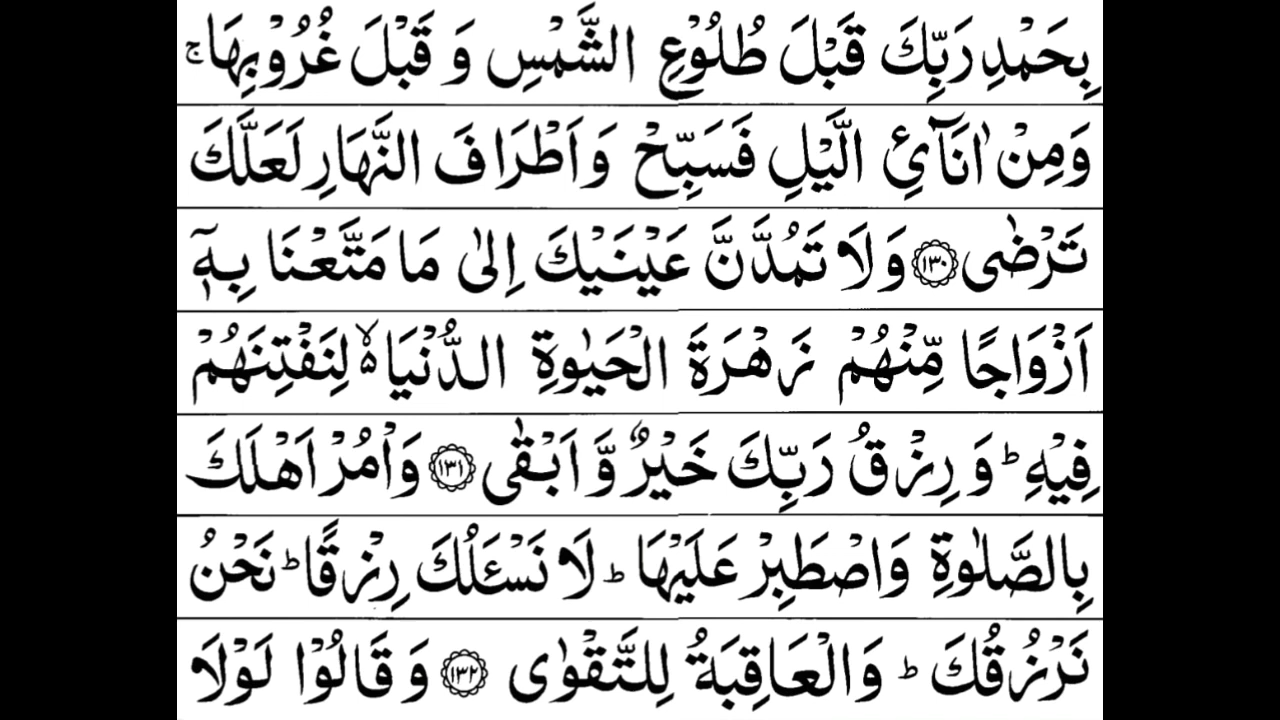 بِحَمْدِ رَبِّكَ قَبْلَ طُلُوْعِ الشَّمْسِ وَ قَبْلَ غُرُوْبِهَا ۚ
وَمِنْ اٰنَآئِ الَّيْلِ فَسَبِّحْ وَاَطْرَافَ النَّهَارِ لَعَلَّكَ
تَرْضٰى ﴿۱۳۰﴾ وَلَا تَمُدَّنَّ عَيْنَيْكَ اِلٰى مَا مَتَّعْنَا بِهٖٓ
اَزْوَاجًا مِّنْهُمْ زَهْرَةَ الْحَيٰوةِ الدُّنْيَا ۙ۬ لِنَفْتِنَهُمْ
فِيْهِ ؕ وَ رِزْقُ رَبِّكَ خَيْرٌ وَّ اَبْقٰى ﴿۱۳۱﴾ وَاْمُرْ اَهْلَكَ
بِالصَّلٰوةِ وَاصْطَبِرْ عَلَيْهَا ؕ لَا نَسْـَٔلُكَ رِزْقًا ؕ نَحْنُ
نَرْزُقُكَ ؕ وَالْعَاقِبَةُ لِلتَّقْوٰى ﴿۱۳۲﴾ وَ قَالُوْا لَوْلَا